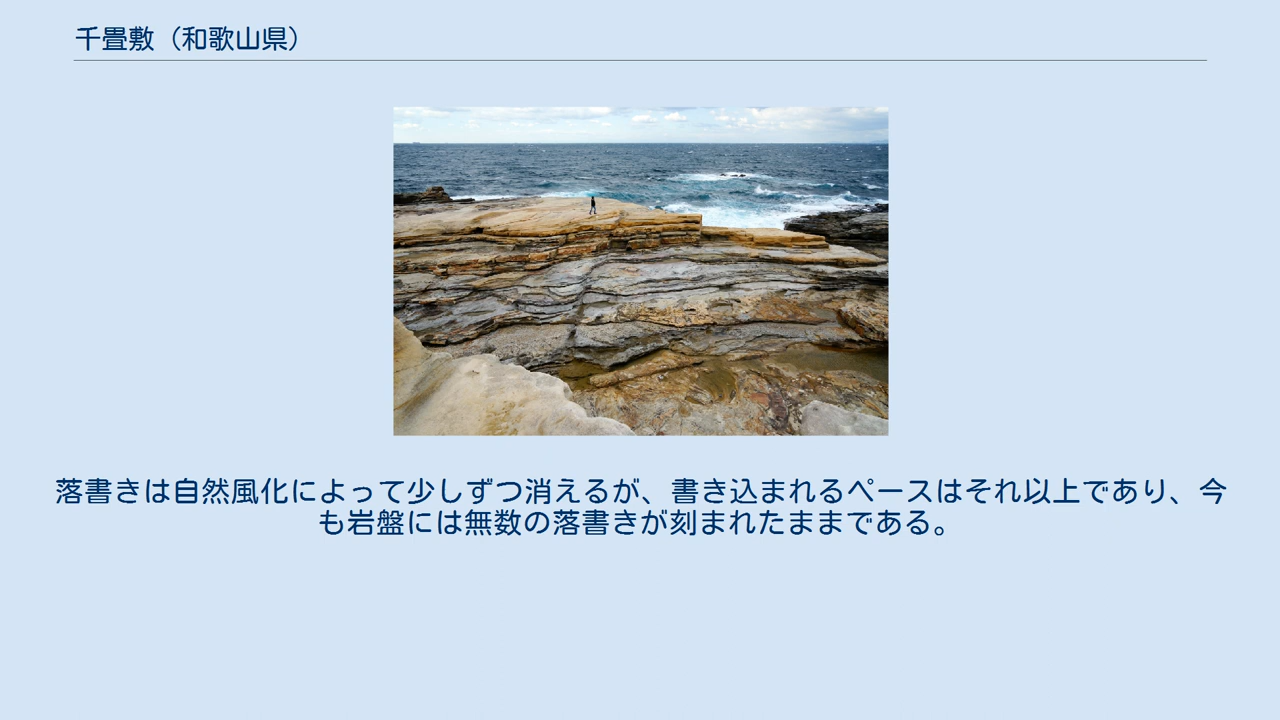 千畳敷（和歌山県）
落書きは自然風化によって少しずつ消えるが、書き込まれるペースはそれ以上であり、今
も岩盤には無数の落書きが刻まれたままである。